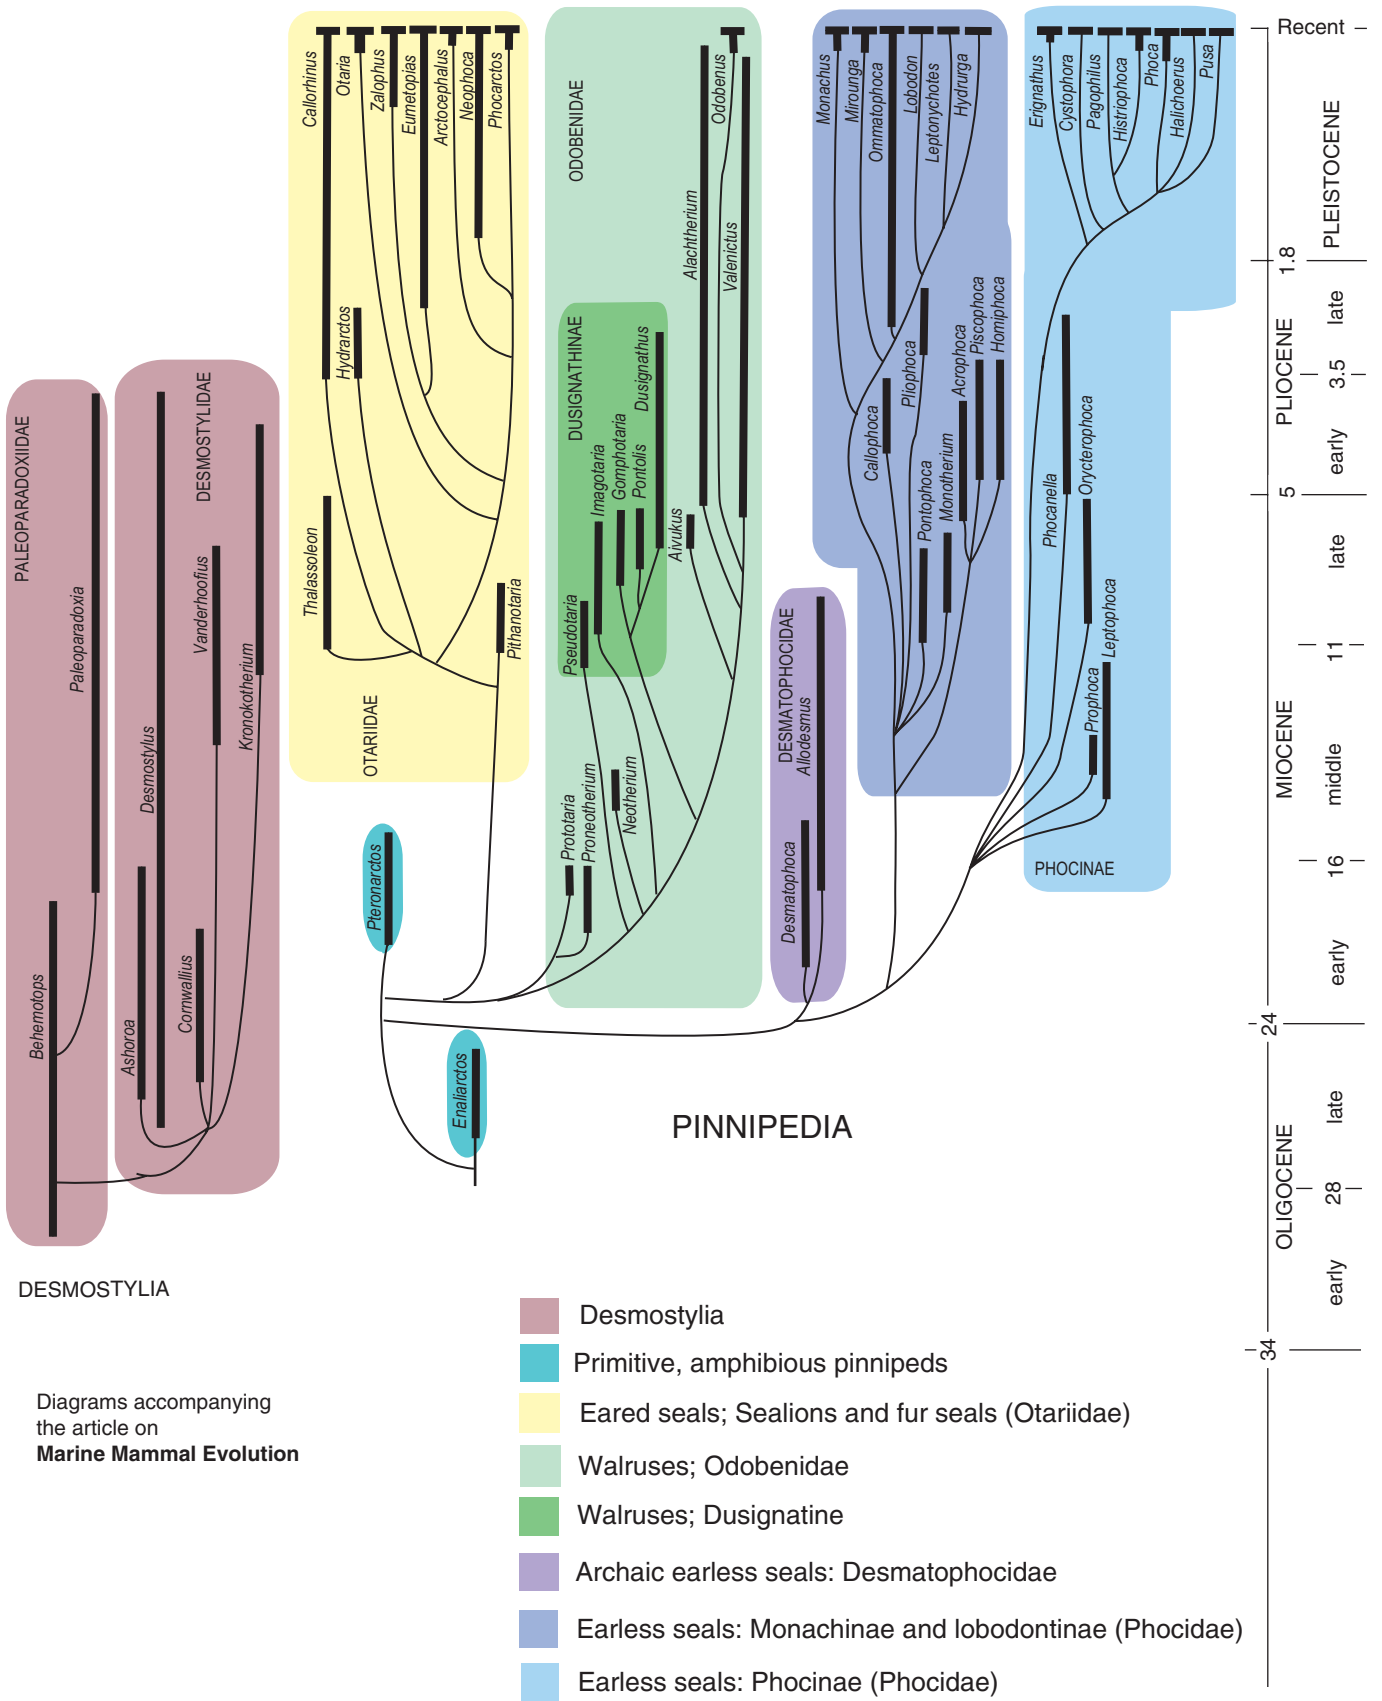 PALEOPARADOXIIDAE
Behemotops
Paleoparadoxia
DESMOSTYLIDAE
Ashoroa
Desmostylus
Cornwallius
Vanderhoofius
Kronokotherium
DESMOSTYLIA
OTARIIDAE
Callorhinus
Otaria
Zalophus
Eumetopias
Arctocephalus
Neophoca
Phocarctos
Hydrarctos
Thalassoleon
Pithanotaria
Pteronarctos
Enaliarctos
ODOBENIDAE
Odobenus
Alachtherium
Valenictus
DUSIGNATHINAE
Dusignathus
Imagotaria
Gomphotaria
Pontolis
Aivukus
Pseudotaria
Prototaria
Proneotherium
Neotherium
DESMATOPHOCIDAE
Allodesmus
Desmatophoca
Monachus
Mirounga
Ommatophoca
Lobodon
Leptonychotes
Hydrurga
Callophoca
Pliophoca
Pontophoca
Monotherium
Acrophoca
Piscophoca
Homiphoca
Erignathus
Cystophora
Pagophilus
Histriophoca
Phoca
Halichoerus
Pusa
Phocanella
Orycterophoca
Prophoca
Leptophoca
PHOCINAE
PINNIPEDIA
Recent
PLEISTOCENE
1.8
late
PLIOCENE
3.5
early
5
late
11
MIOCENE
middle
16
early
24
late
OLIGOCENE
28
early
34
Desmostylia
Primitive, amphibious pinnipeds
Eared seals; Sealions and fur seals (Otariidae)
Walruses; Odobenidae
Walruses; Dusignatine
Archaic earless seals: Desmatophocidae
Earless seals: Monachinae and lobodontinae (Phocidae)
Earless seals: Phocinae (Phocidae)
Diagrams accompanying
the article on
Marine Mammal Evolution